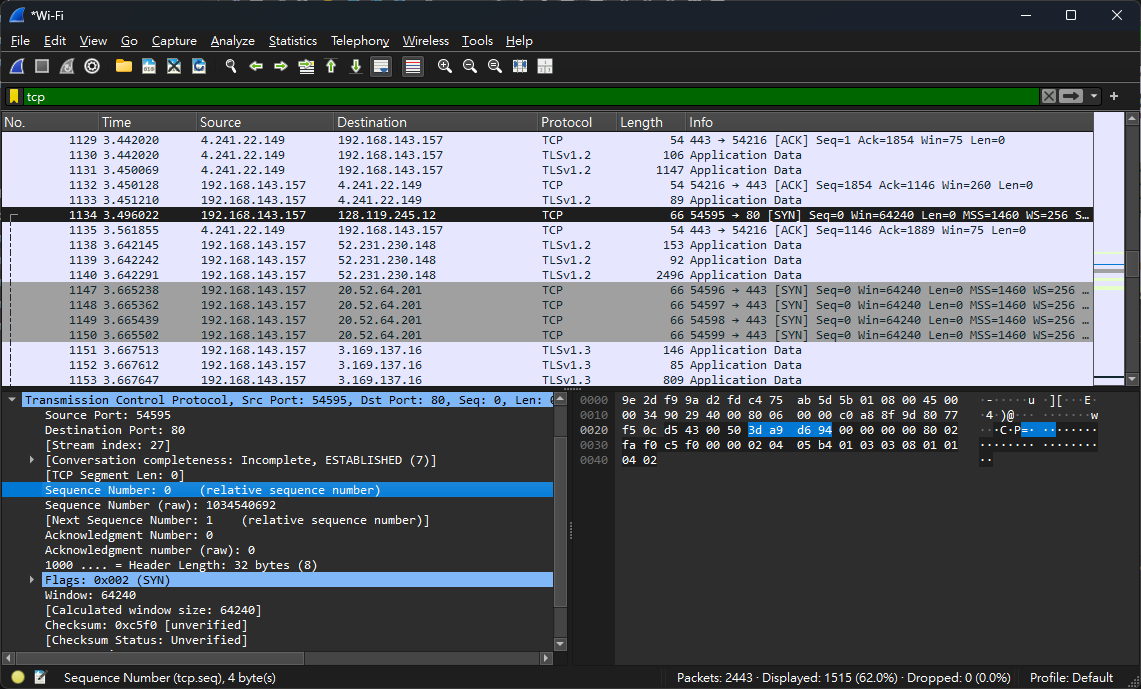 *Wi-Fi
File Edit View Go Capture Analyze Statistics Telephony Wireless Tools Help
tcp
No. Time Source Destination Protocol Length Info
1129 3.442020 4.241.22.149 192.168.143.157 TCP 54 443 → 54216 [ACK] Seq=1 Ack=1854 Win=75 Len=0
1130 3.442020 4.241.22.149 192.168.143.157 TLSv1.2 106 Application Data
1131 3.450069 4.241.22.149 192.168.143.157 TLSv1.2 1147 Application Data
1132 3.450128 192.168.143.157 4.241.22.149 TCP 54 54216 → 443 [ACK] Seq=1854 Ack=1146 Win=260 Len=0
1133 3.451210 192.168.143.157 4.241.22.149 TLSv1.2 89 Application Data
1134 3.496022 192.168.143.157 128.119.245.12 TCP 66 54595 → 80 [SYN] Seq=0 Win=64240 Len=0 MSS=1460 WS=256 S…
1135 3.561855 4.241.22.149 192.168.143.157 TCP 54 443 → 54216 [ACK] Seq=1146 Ack=1889 Win=75 Len=0
1138 3.642145 192.168.143.157 52.231.230.148 TLSv1.2 153 Application Data
1139 3.642242 192.168.143.157 52.231.230.148 TLSv1.2 92 Application Data
1140 3.642291 192.168.143.157 52.231.230.148 TLSv1.2 2496 Application Data
1147 3.665238 192.168.143.157 20.52.64.201 TCP 66 54596 → 443 [SYN] Seq=0 Win=64240 Len=0 MSS=1460 WS=256 …
1148 3.665362 192.168.143.157 20.52.64.201 TCP 66 54597 → 443 [SYN] Seq=0 Win=64240 Len=0 MSS=1460 WS=256 …
1149 3.665439 192.168.143.157 20.52.64.201 TCP 66 54598 → 443 [SYN] Seq=0 Win=64240 Len=0 MSS=1460 WS=256 …
1150 3.665502 192.168.143.157 20.52.64.201 TCP 66 54599 → 443 [SYN] Seq=0 Win=64240 Len=0 MSS=1460 WS=256 …
1151 3.667513 192.168.143.157 3.169.137.16 TLSv1.3 146 Application Data
1152 3.667612 192.168.143.157 3.169.137.16 TLSv1.3 85 Application Data
1153 3.667647 192.168.143.157 3.169.137.16 TLSv1.3 809 Application Data
Transmission Control Protocol, Src Port: 54595, Dst Port: 80, Seq: 0, Len: 0
Source Port: 54595
Destination Port: 80
[Stream index: 27]
[Conversation completeness: Incomplete, ESTABLISHED (7)]
[TCP Segment Len: 0]
Sequence Number: 0 (relative sequence number)
Sequence Number (raw): 1034540692
[Next Sequence Number: 1 (relative sequence number)]
Acknowledgment Number: 0
Acknowledgment number (raw): 0
1000 .... = Header Length: 32 bytes (8)
Flags: 0x002 (SYN)
Window: 64240
[Calculated window size: 64240]
Checksum: 0xc5f0 [unverified]
[Checksum Status: Unverified]
0000 9e 2d f9 9a d2 fd c4 75 ab 5d 5b 01 08 00 45 00 ·-·····u ·][···E·
0010 00 34 90 29 40 00 80 06 00 00 c0 a8 8f 9d 80 77 ·4·)@··· ·······w
0020 f5 0c d5 43 00 50 3d a9 d6 94 00 00 00 00 80 02 ···C·P=· ········
0030 fa f0 c5 f0 00 00 02 04 05 b4 01 03 03 08 01 01 ········ ········
0040 04 02 ··
Sequence Number (tcp.seq), 4 byte(s)
Packets: 2443 · Displayed: 1515 (62.0%) · Dropped: 0 (0.0%)
Profile: Default